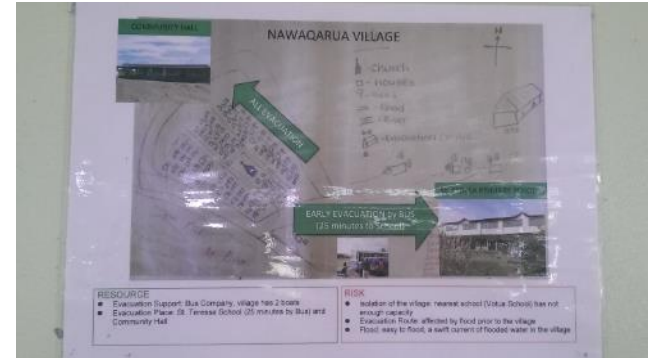 COMMUNITY HALL
NAWAQARUA VILLAGE
N
- CHURCH
- HOUSES
- ROAD
- RIVER
- EVACUATION CENTRE
ALL EVACUATION
EARLY EVACUATION by BUS
(25 minutes to school)
RESOURCE
● Evacuation Support: Bus Company, village has 2 boats
● Evacuation Place: St. Teresa School (25 minutes by Bus) and
Community Hall
RISK
● Isolation of the village: nearest school (Votua School) has not
enough capacity
● Evacuation Route: affected by flood prior to the village
● Flood: easy to flood, a swift current of flooded water in the village